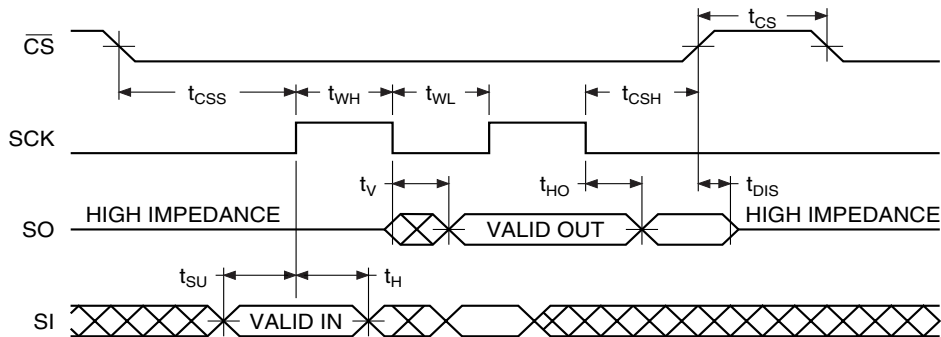 t_CS
C̅S̅
t_CSS t_WH t_WL t_CSH
SCK
t_V t_HO t_DIS
HIGH IMPEDANCE HIGH IMPEDANCE
SO VALID OUT
t_SU t_H
SI VALID IN